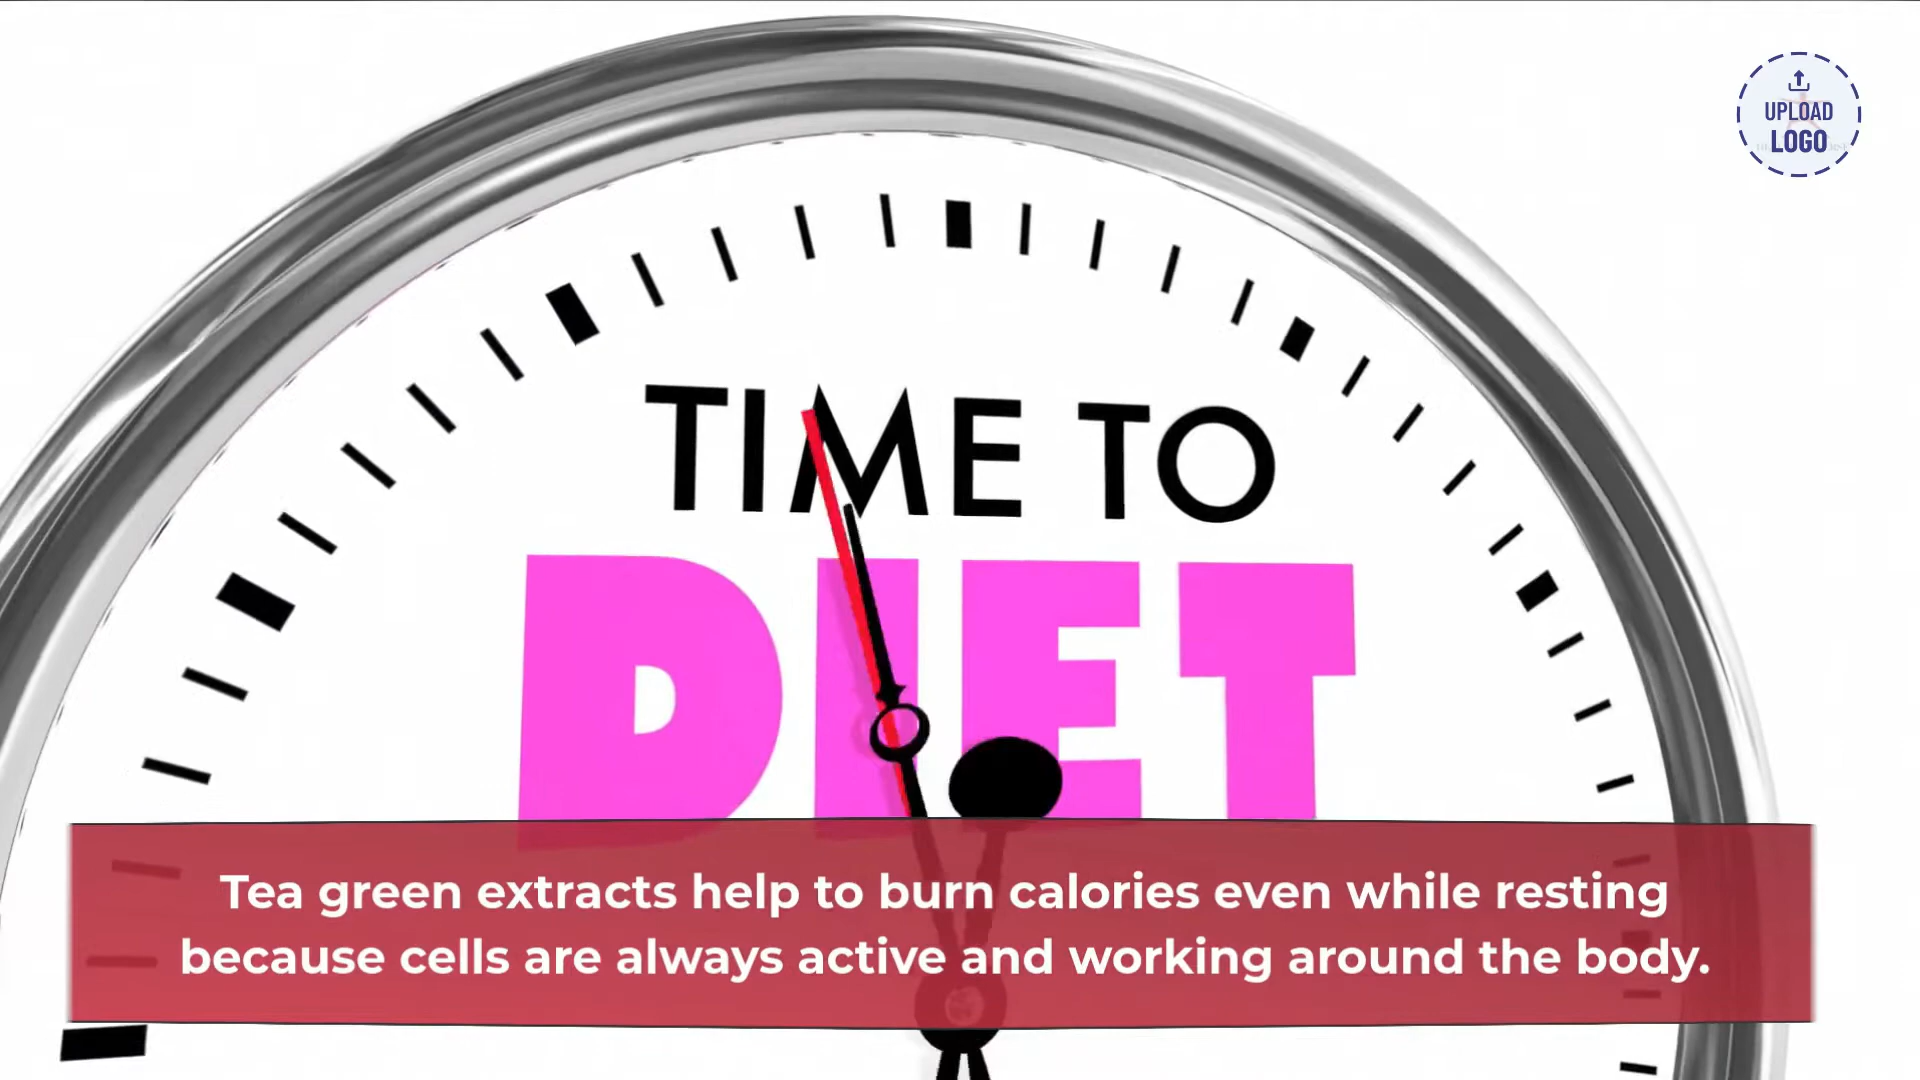 UPLOAD
LOGO
TIME TO
DIET
Tea green extracts help to burn calories even while resting
because cells are always active and working around the body.